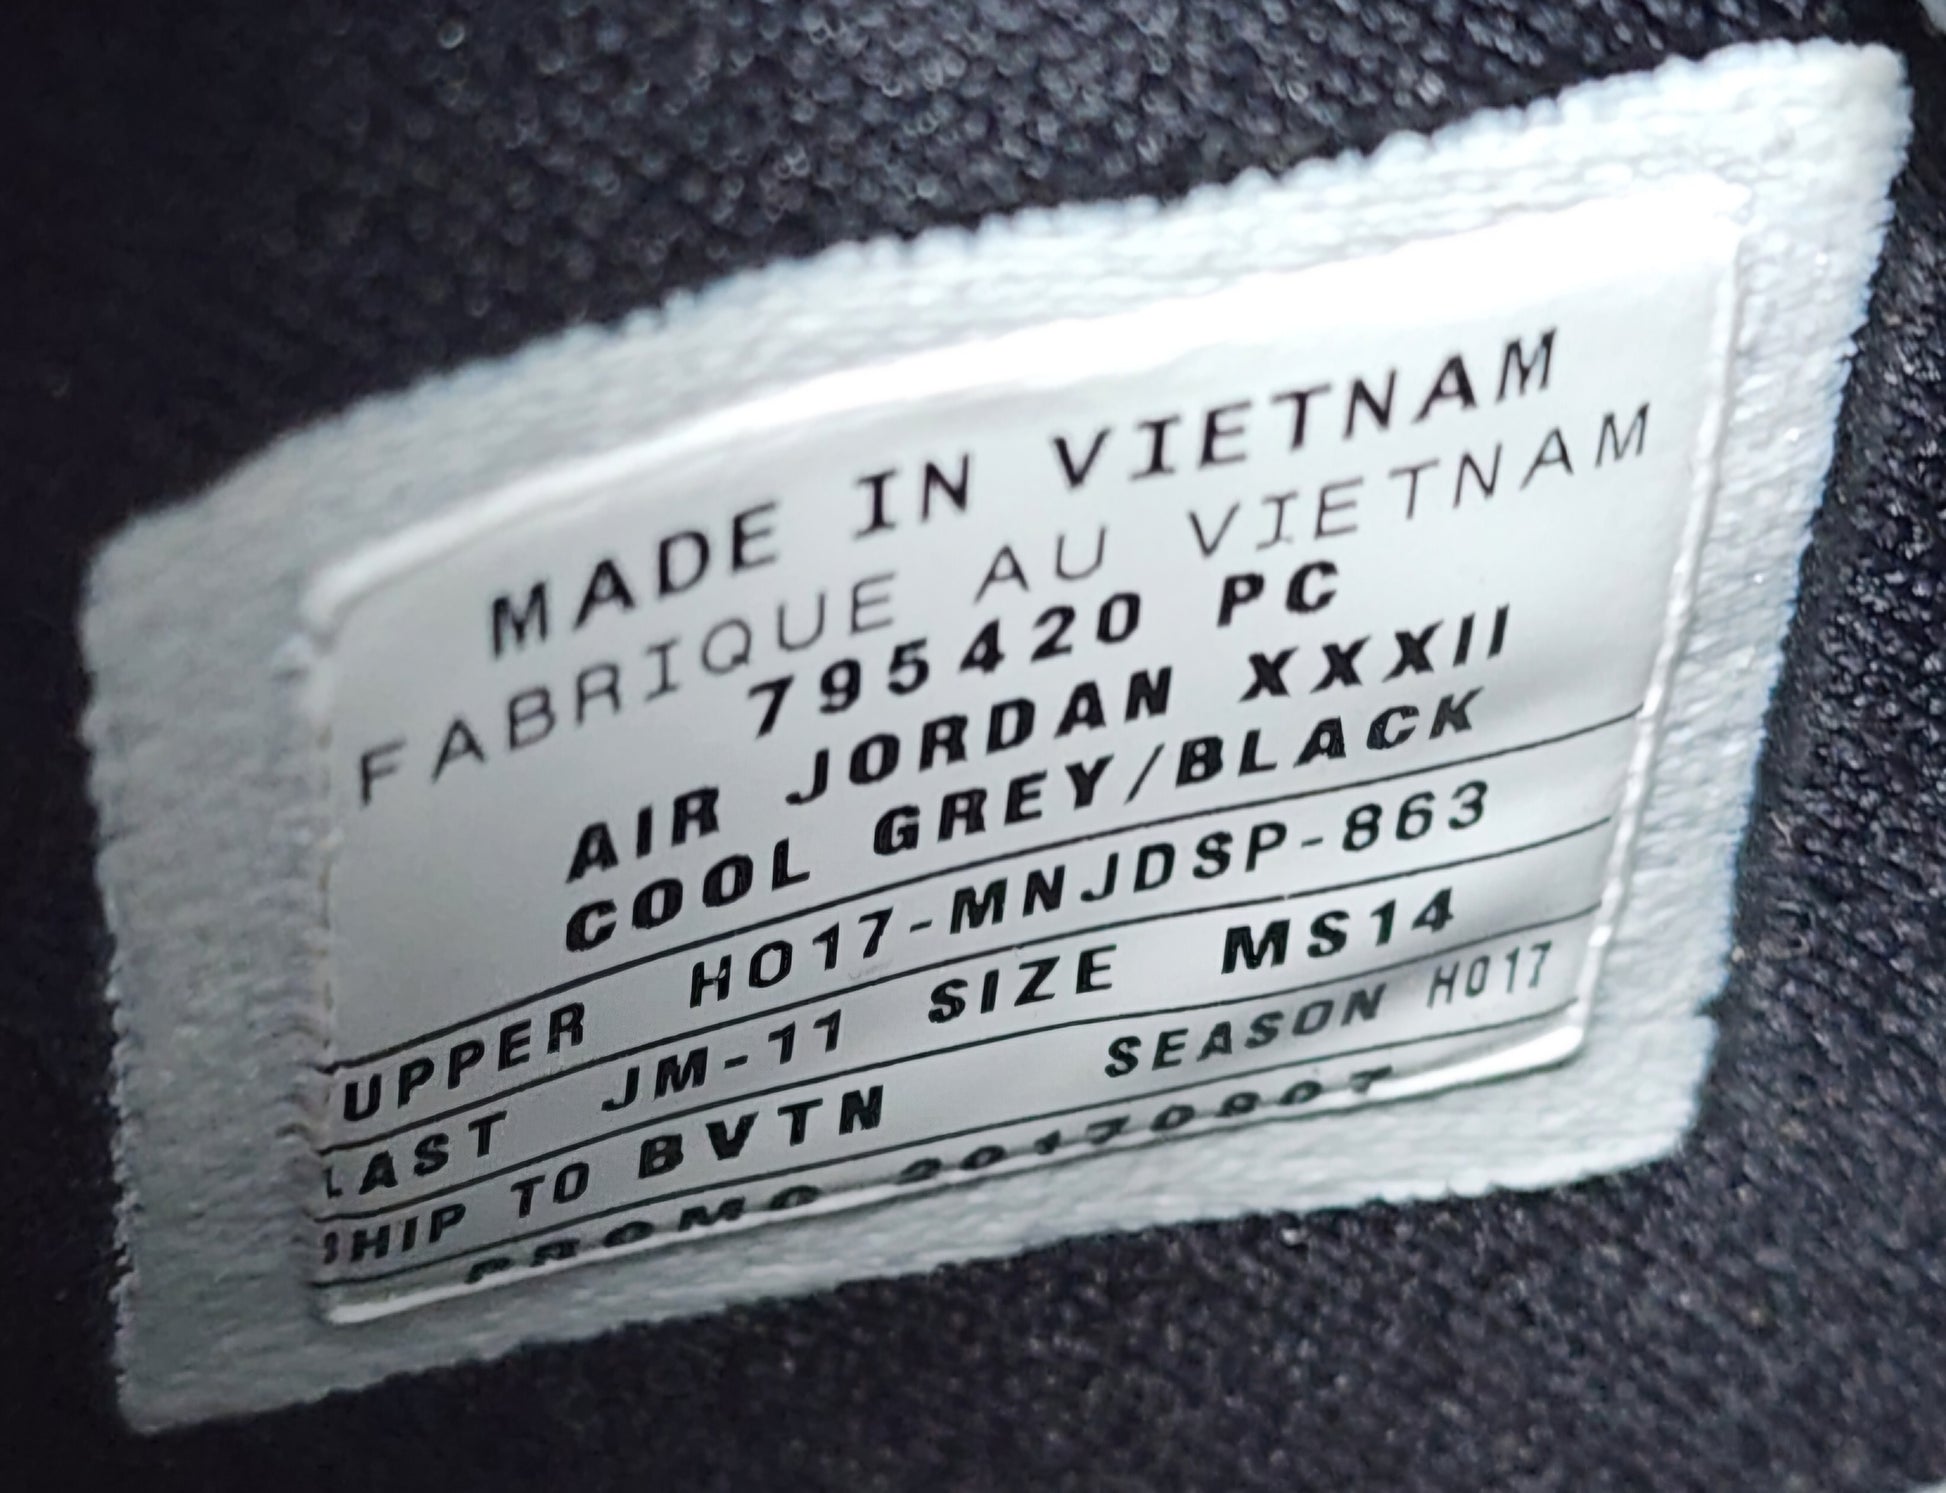 MADE IN VIETNAM
FABRIQUE AU VIETNAM
795420 PC
AIR JORDAN XXXII
COOL GREY/BLACK
UPPER HO17-MNJDSP-863
LAST JM-11 SIZE MS14
SHIP TO BVTN SEASON HO17
PROMO